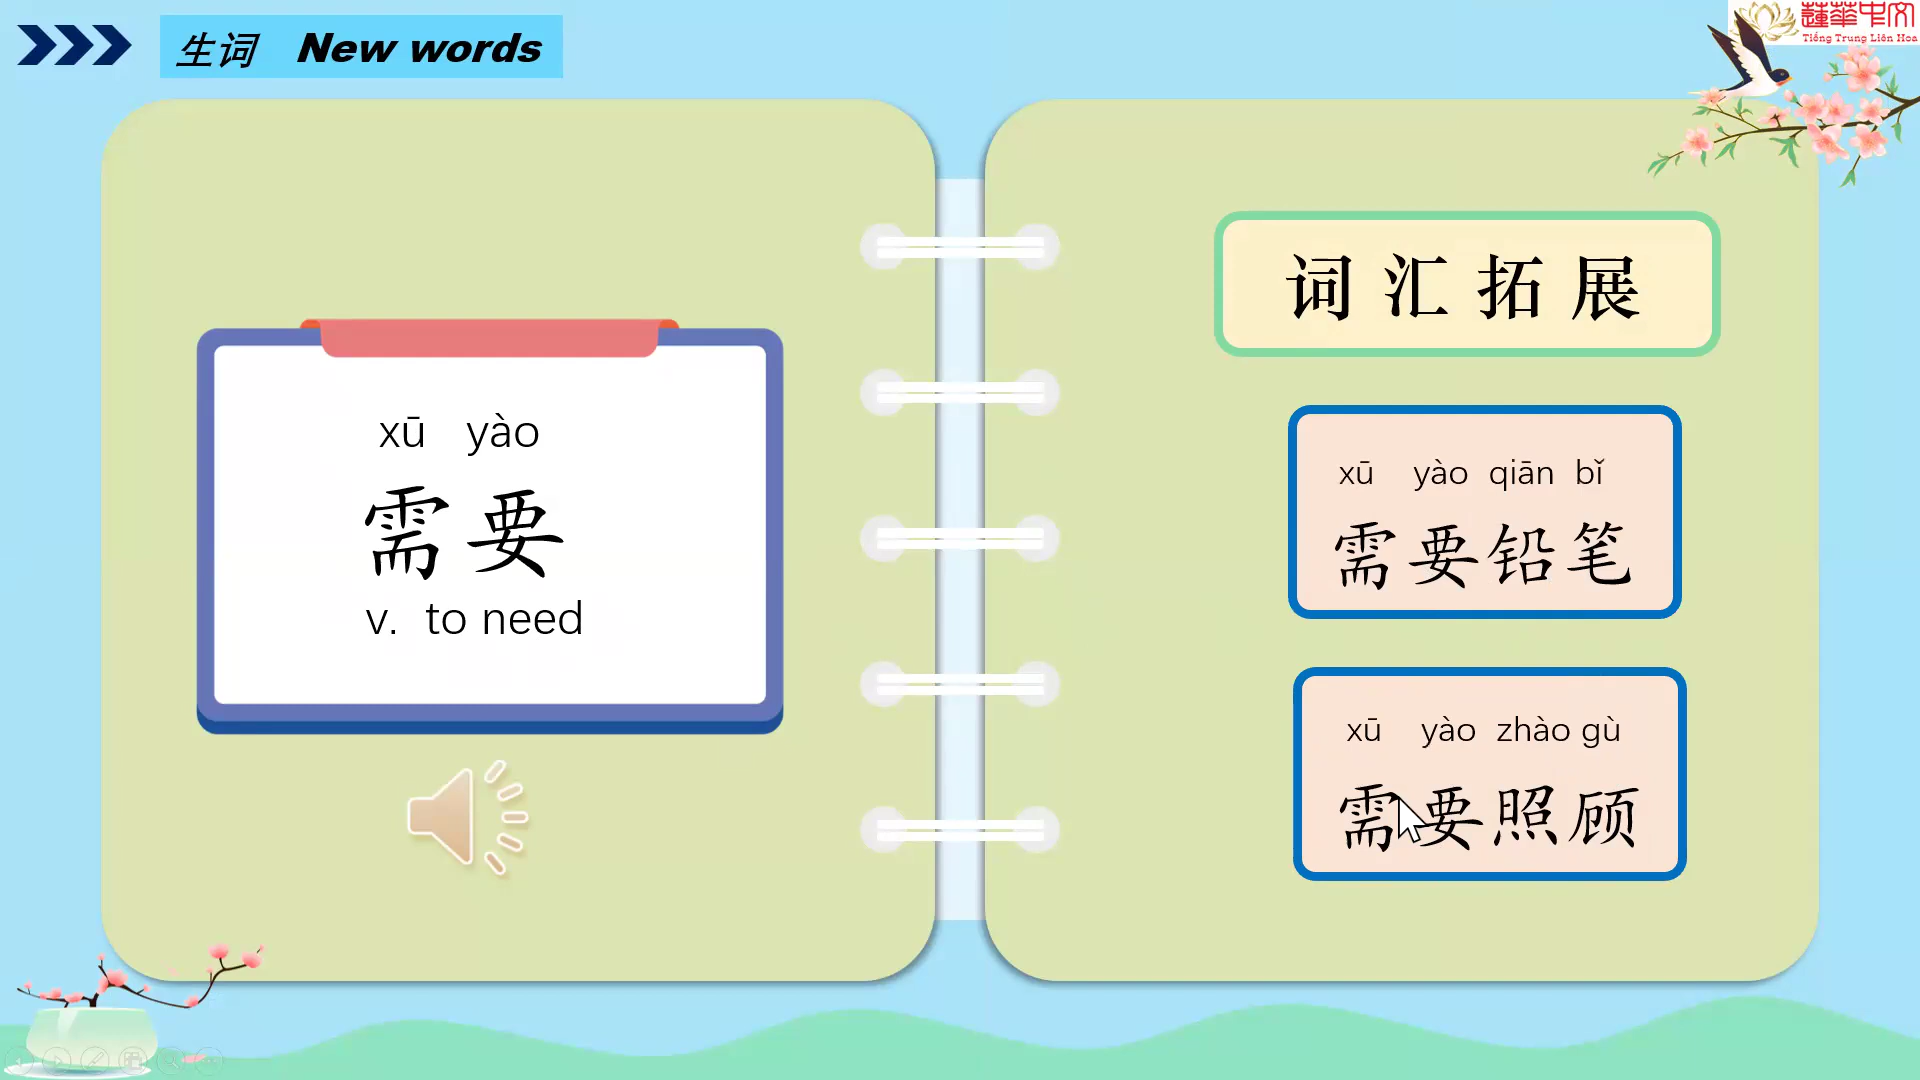 生词 New words
蓮華中文
Tiếng Trung Liên Hoa
xū yào
需要
v. to need
词汇拓展
xū yào qiān bǐ
需要铅笔
xū yào zhào gù
需要照顾